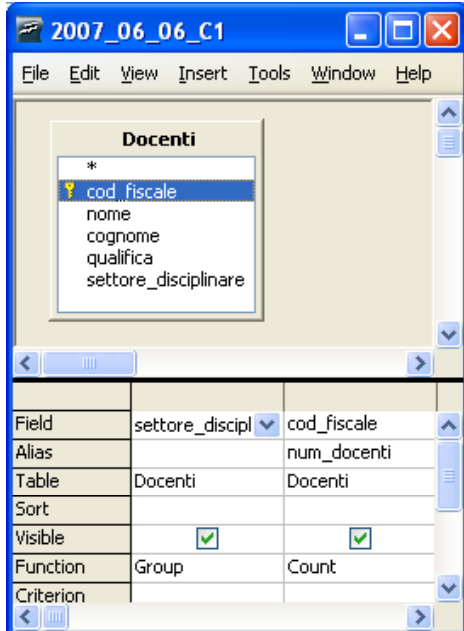 2007_06_06_C1
File Edit View Insert Tools Window Help
Docenti
*
cod_fiscale
nome
cognome
qualifica
settore_disciplinare
Field settore_discipl cod_fiscale
Alias num_docenti
Table Docenti Docenti
Sort
Visible
Function Group Count
Criterion